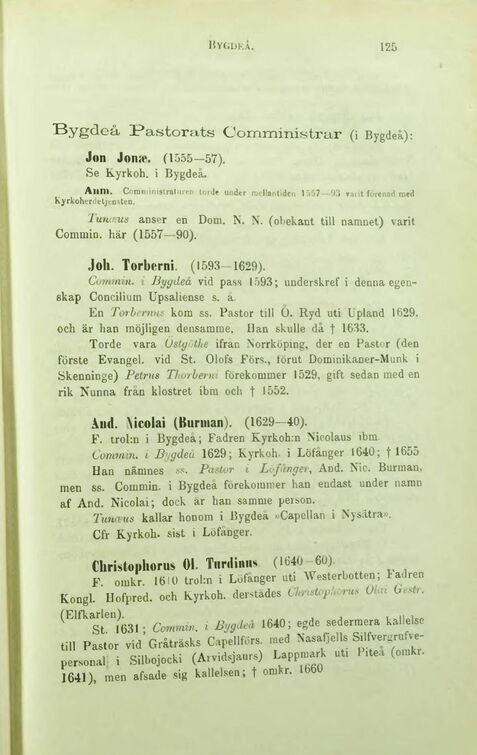 BYGDEÅ. 125
Bygdeå Pastorats Comministrar (i Bygdeå):
Jon Jonæ. (1555—57).
Se Kyrkoh. i Bygdeå.
Anm. Comministraturen torde under mellantiden 1557—93 varit förenad med
Kyrkoherdetjensten.
Tunæus anser en Dom. N. N. (obekant till namnet) varit
Commin. här (1557—90).
Joh. Torberni. (1593—1629).
Commin. i Bygdeå vid pass 1593; underskref i denna egen-
skap Concilium Upsaliense s. å.
En Torbernus kom ss. Pastor till Ö. Ryd uti Upland 1629,
och är han möjligen densamme. Han skulle då † 1633.
Torde vara Östgöthe ifrån Norrköping, der en Pastor (den
förste Evangel. vid St. Olofs Förs., förut Dominikaner-Munk i
Skenninge) Petrus Thorberni förekommer 1529, gift sedan med en
rik Nunna från klostret ibm och † 1552.
And. Nicolai (Burman). (1629—40).
F. trol:n i Bygdeå; Fadren Kyrkoh:n Nicolaus ibm.
Commin. i Bygdeå 1629; Kyrkoh. i Löfånger 1640; † 1655
Han nämnes ss. Pastor i Löfånger, And. Nic. Burman,
men ss. Commin. i Bygdeå förekommer han endast under namn
af And. Nicolai; dock är han samme person.
Tunæus kallar honom i Bygdeå »Capellan i Nysätra».
Cfr Kyrkoh. sist i Löfånger.
Christophorus Ol. Turdinus (1640—60).
F. omkr. 1610 trol:n i Löfånger uti Westerbotten; Fadren
Kongl. Hofpred. och Kyrkoh. derstädes Christophorus Olai Gestr.
(Elfkarlen).
St. 1631; Commin. i Bygdeå 1640; egde sedermera kallelse
till Pastor vid Gråträsks Capellförs. med Nasafjells Silfvergrufve-
personal i Silbojocki (Arvidsjaurs) Lappmark uti Piteå (omkr.
1641), men afsade sig kallelsen; † omkr. 1660